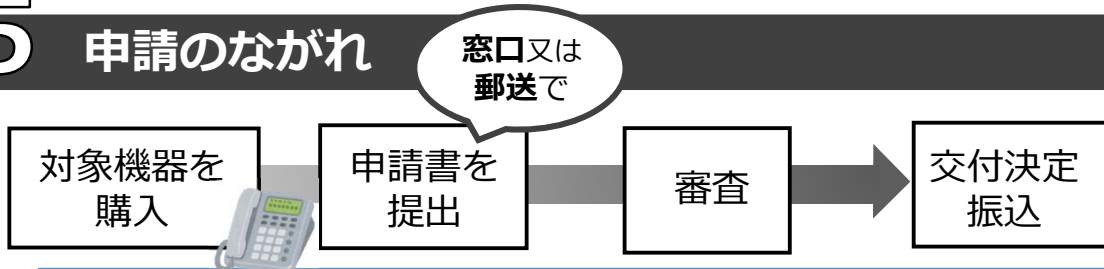 申請のながれ
窓口又は
郵送で
対象機器を
購入
申請書を
提出
審査
交付決定
振込